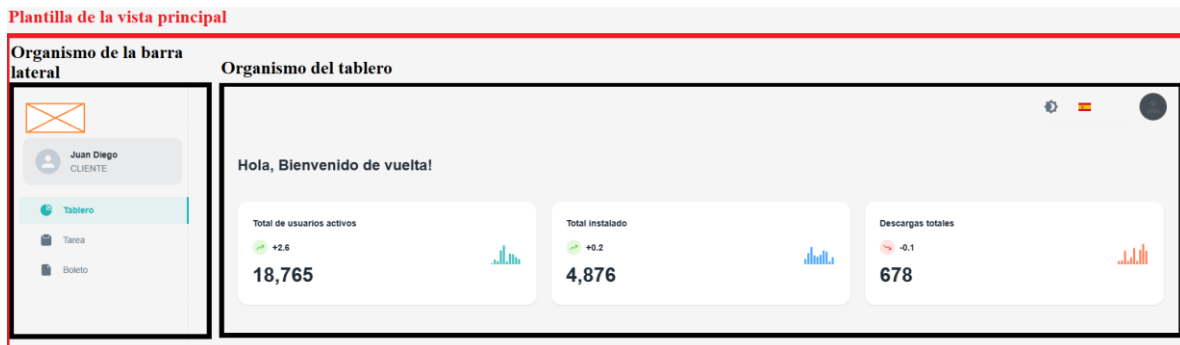 Plantilla de la vista principal
Organismo de la barra
lateral
Organismo del tablero
Juan Diego
CLIENTE
Tablero
Tarea
Boleto
Hola, Bienvenido de vuelta!
Total de usuarios activos
+2.6
18,765
Total instalado
+0.2
4,876
Descargas totales
-0.1
678